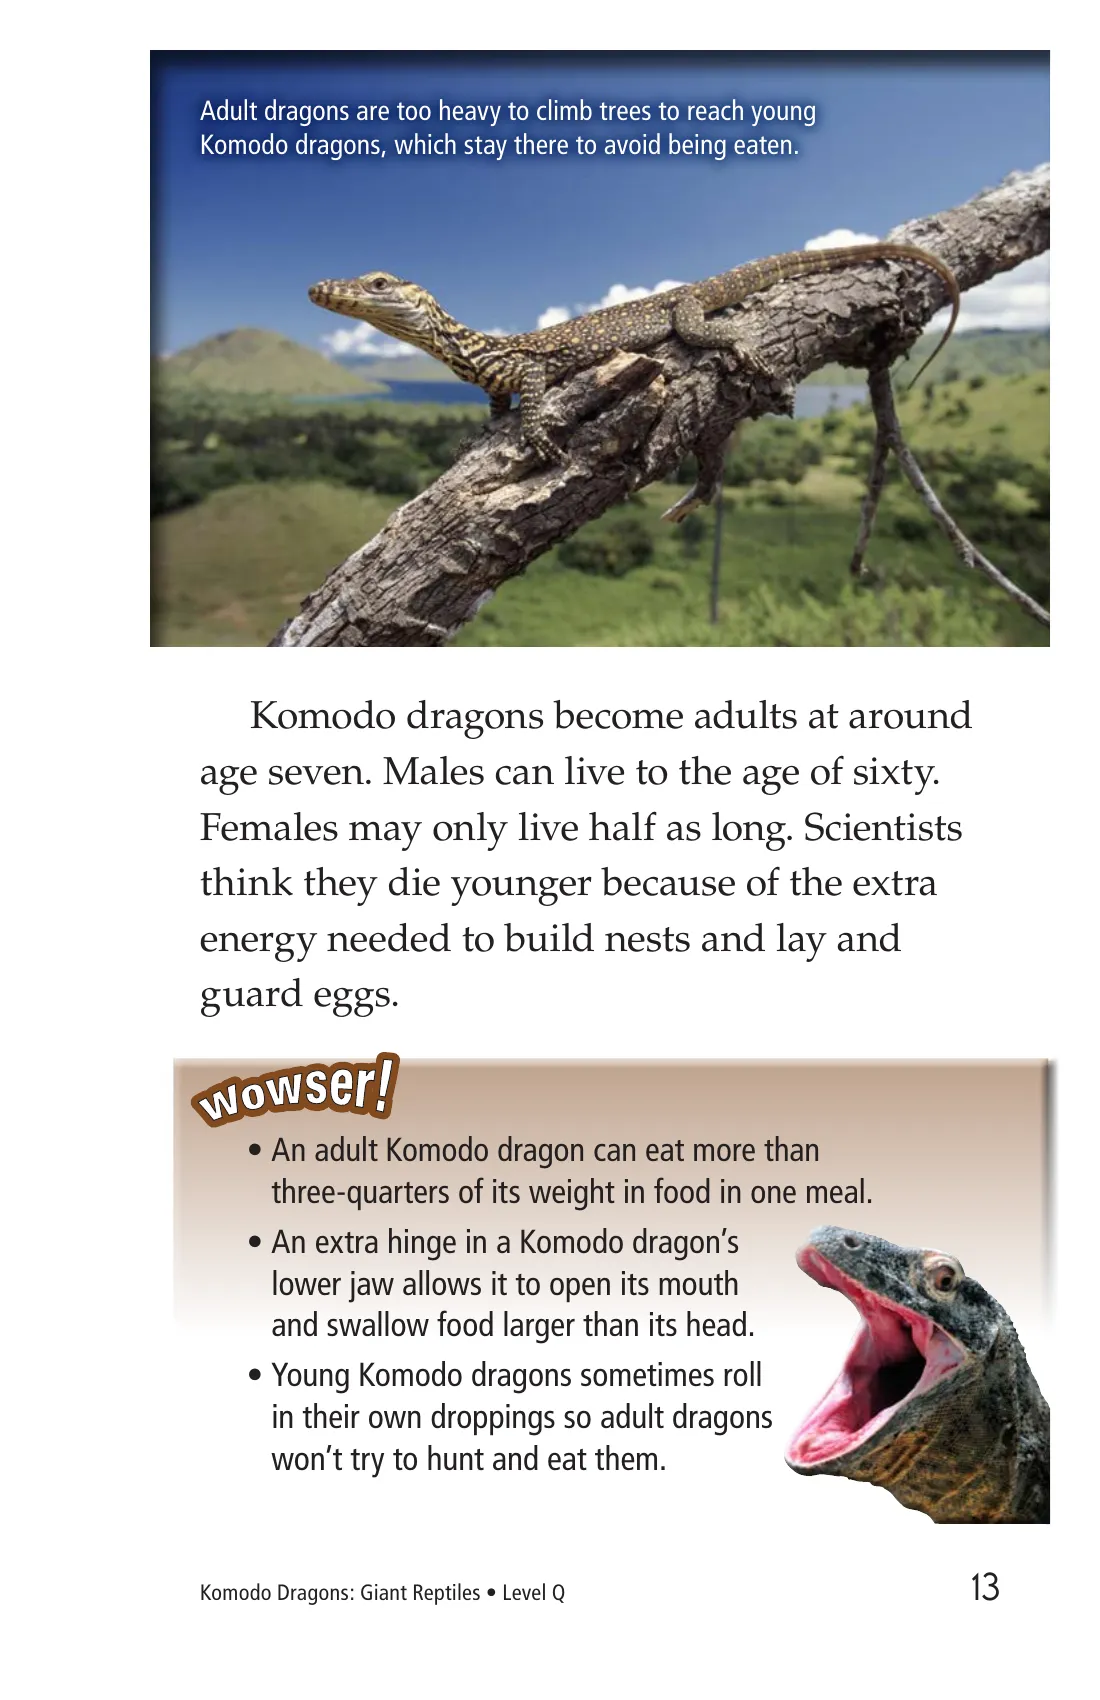 Adult dragons are too heavy to climb trees to reach young
Komodo dragons, which stay there to avoid being eaten.
Komodo dragons become adults at around
age seven. Males can live to the age of sixty.
Females may only live half as long. Scientists
think they die younger because of the extra
energy needed to build nests and lay and
guard eggs.
wowser!
• An adult Komodo dragon can eat more than
three-quarters of its weight in food in one meal.
• An extra hinge in a Komodo dragon’s
lower jaw allows it to open its mouth
and swallow food larger than its head.
• Young Komodo dragons sometimes roll
in their own droppings so adult dragons
won’t try to hunt and eat them.
Komodo Dragons: Giant Reptiles • Level Q
13